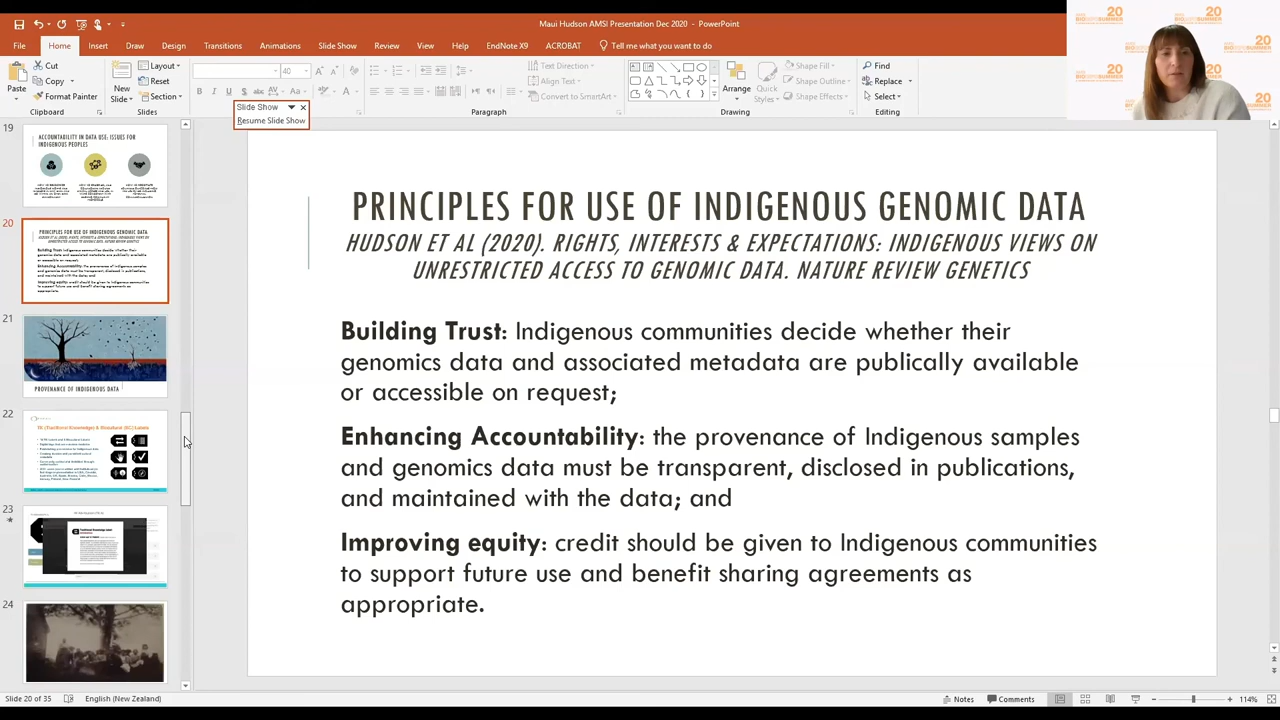 Maui Hudson AMSI Presentation Dec 2020 - PowerPoint
File Home Insert Draw Design Transitions Animations Slide Show Review View Help EndNote X9 ACROBAT Tell me what you want to do
Paste
Cut
Copy
Format Painter
New
Slide
Layout
Reset
Section
Slides
40
Slide Show
Resume Slide Show
Text Direction
Align Text
Convert to SmartArt
Paragraph
Arrange
Quick
Styles
Shape Fill
Shape Outline
Shape Effects
Drawing
Find
Replace
Select
Editing
20
19
ACCOUNTABILITY IN DATA USE: ISSUES FOR
INDIGENOUS PEOPLES
20
PRINCIPLES FOR USE OF INDIGENOUS GENOMIC DATA
21
PROVENANCE OF INDIGENOUS DATA
22
TK (Traditional Knowledge) & Biocultural (BC) Labels
23
24
PRINCIPLES FOR USE OF INDIGENOUS GENOMIC DATA
HUDSON ET AL (2020). RIGHTS, INTERESTS & EXPECTATIONS: INDIGENOUS VIEWS ON
UNRESTRICTED ACCESS TO GENOMIC DATA. NATURE REVIEW GENETICS
Building Trust: Indigenous communities decide whether their
genomics data and associated metadata are publically available
or accessible on request;
Enhancing Accountability: the provenance of Indigenous samples
and genomics data must be transparent, disclosed in publications,
and maintained with the data; and
Improving equity: credit should be given to Indigenous communities
to support future use and benefit sharing agreements as
appropriate.
Slide 20 of 35 English (New Zealand) Notes Comments 114%